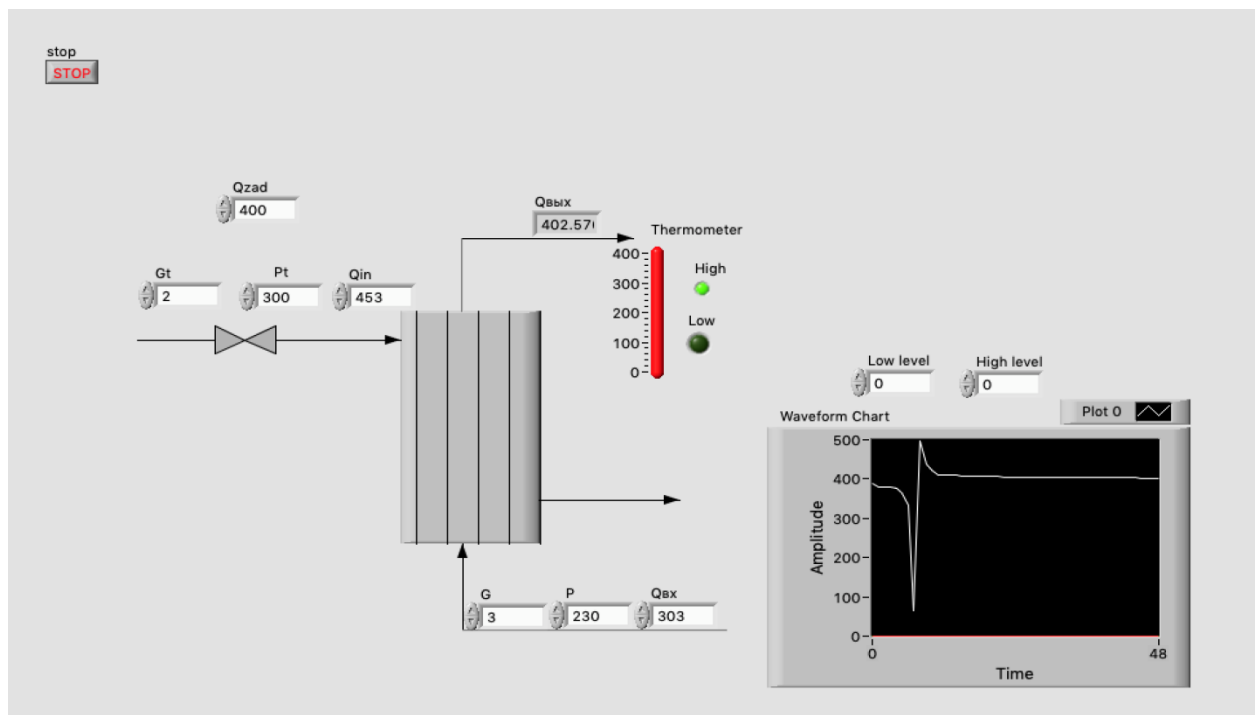 stop
STOP
Qzad
400
Qвых
402.57
Thermometer
400
300
200
100
0
High
Low
Gt
2
Pt
300
Qin
453
Low level
0
High level
0
Plot 0
Waveform Chart
500
400
300
200
100
0
Amplitude
0
48
Time
G
3
P
230
Qвх
303